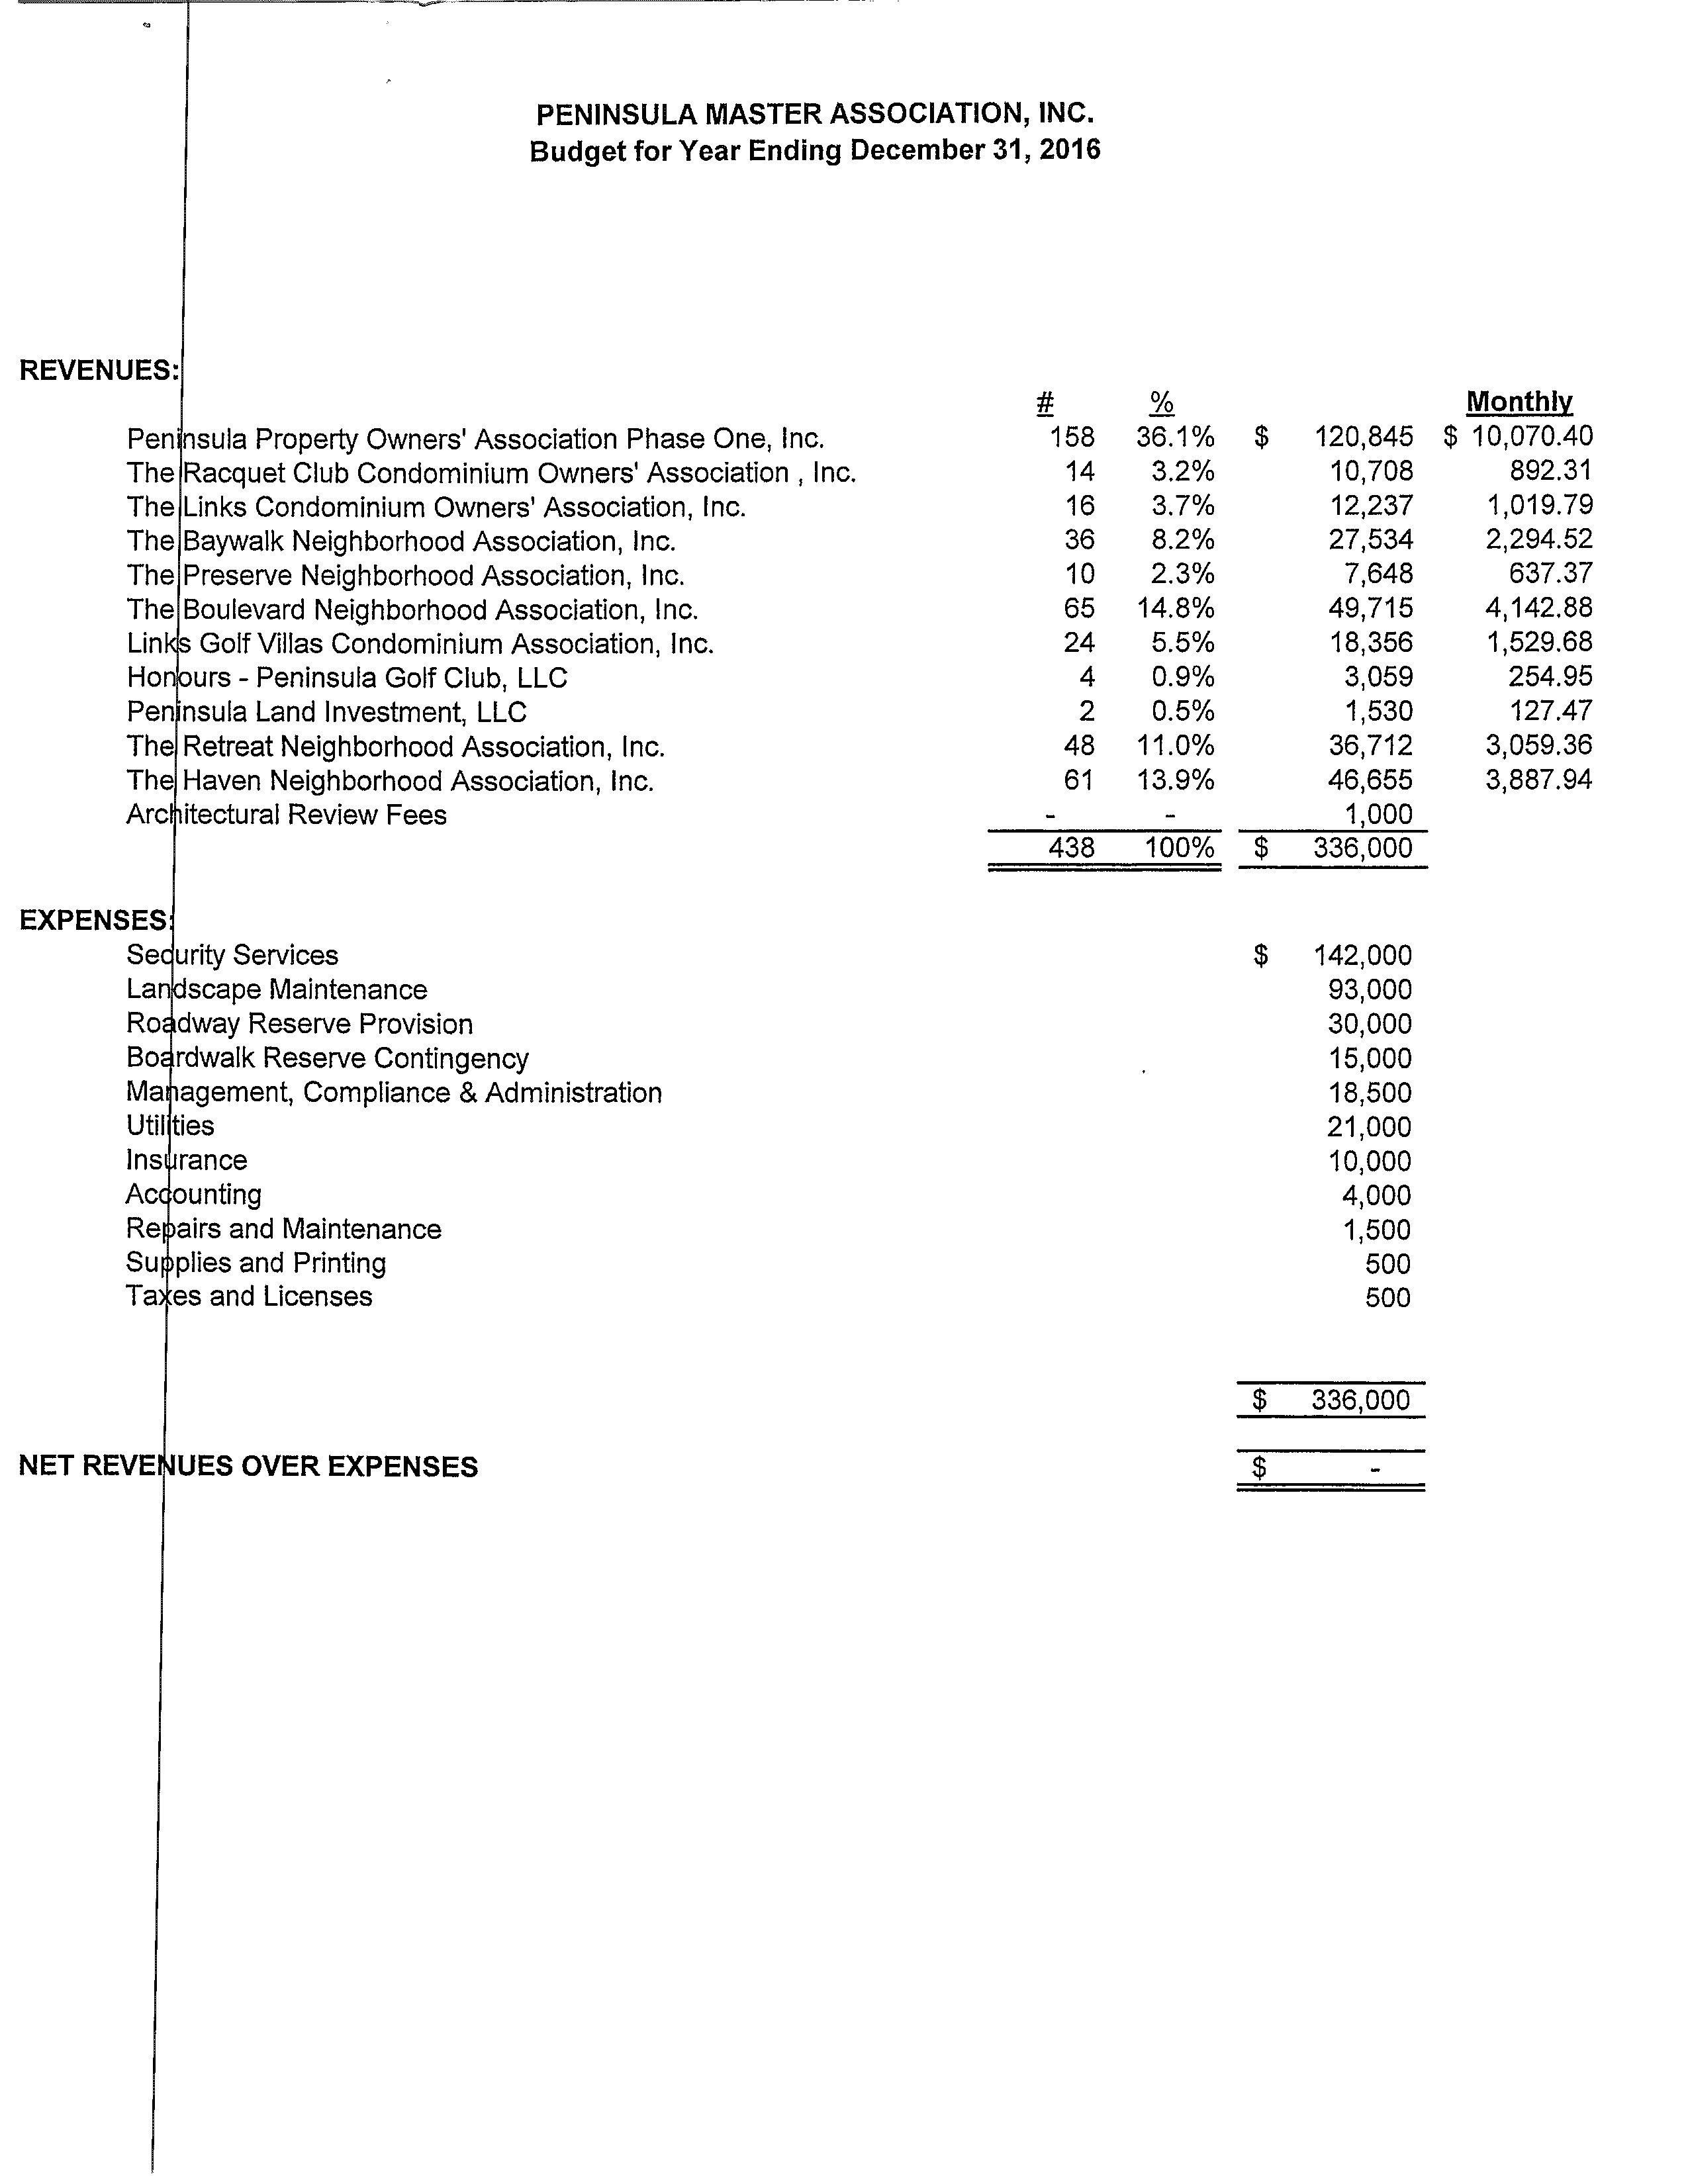 PENINSULA MASTER ASSOCIATION, INC.
Budget for Year Ending December 31, 2016
REVENUES:
# % Monthly
Peninsula Property Owners' Association Phase One, Inc. 158 36.1% $ 120,845 $ 10,070.40
The Racquet Club Condominium Owners' Association , Inc. 14 3.2% 10,708 892.31
The Links Condominium Owners' Association, Inc. 16 3.7% 12,237 1,019.79
The Baywalk Neighborhood Association, Inc. 36 8.2% 27,534 2,294.52
The Preserve Neighborhood Association, Inc. 10 2.3% 7,648 637.37
The Boulevard Neighborhood Association, Inc. 65 14.8% 49,715 4,142.88
Links Golf Villas Condominium Association, Inc. 24 5.5% 18,356 1,529.68
Honours - Peninsula Golf Club, LLC 4 0.9% 3,059 254.95
Peninsula Land Investment, LLC 2 0.5% 1,530 127.47
The Retreat Neighborhood Association, Inc. 48 11.0% 36,712 3,059.36
The Haven Neighborhood Association, Inc. 61 13.9% 46,655 3,887.94
Architectural Review Fees - - 1,000
438 100% $ 336,000
EXPENSES:
Security Services $ 142,000
Landscape Maintenance 93,000
Roadway Reserve Provision 30,000
Boardwalk Reserve Contingency 15,000
Management, Compliance & Administration 18,500
Utilities 21,000
Insurance 10,000
Accounting 4,000
Repairs and Maintenance 1,500
Supplies and Printing 500
Taxes and Licenses 500
$ 336,000
NET REVENUES OVER EXPENSES $ -